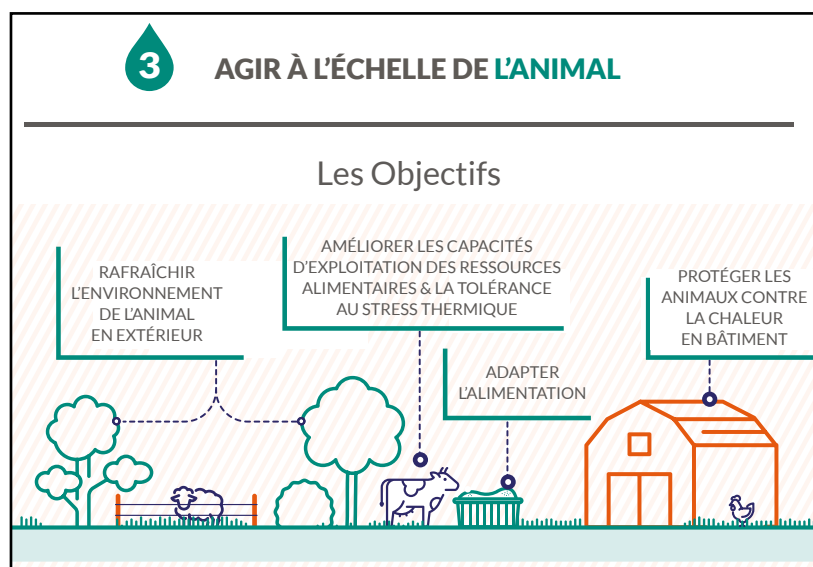 3
AGIR À L'ÉCHELLE DE L'ANIMAL
Les Objectifs
RAFRAÎCHIR
L'ENVIRONNEMENT
DE L'ANIMAL
EN EXTÉRIEUR
AMÉLIORER LES CAPACITÉS
D'EXPLOITATION DES RESSOURCES
ALIMENTAIRES & LA TOLÉRANCE
AU STRESS THERMIQUE
ADAPTER
L'ALIMENTATION
PROTÉGER LES
ANIMAUX CONTRE
LA CHALEUR
EN BÂTIMENT